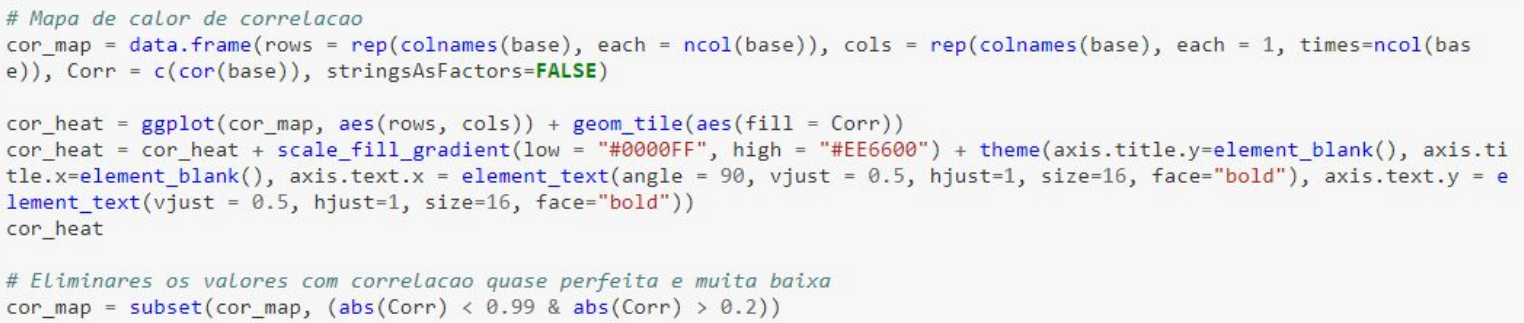 # Mapa de calor de correlacao
cor_map = data.frame(rows = rep(colnames(base), each = ncol(base)), cols = rep(colnames(base), each = 1, times=ncol(bas
e)), Corr = c(cor(base)), stringsAsFactors=FALSE)
cor_heat = ggplot(cor_map, aes(rows, cols)) + geom_tile(aes(fill = Corr))
cor_heat = cor_heat + scale_fill_gradient(low = "#0000FF", high = "#EE6600") + theme(axis.title.y=element_blank(), axis.ti
tle.x=element_blank(), axis.text.x = element_text(angle = 90, vjust = 0.5, hjust=1, size=16, face="bold"), axis.text.y = e
lement_text(vjust = 0.5, hjust=1, size=16, face="bold"))
cor_heat
# Eliminares os valores com correlacao quase perfeita e muita baixa
cor_map = subset(cor_map, (abs(Corr) < 0.99 & abs(Corr) > 0.2))